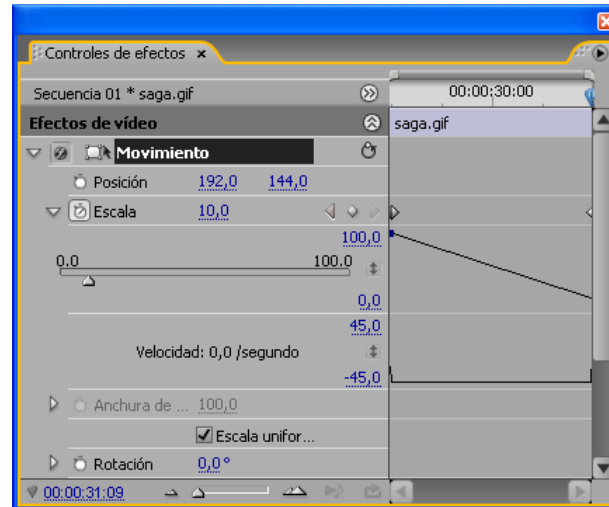 Controles de efectos x
Secuencia 01 * saga.gif 00:00:30:00
Efectos de vídeo saga.gif
Movimiento
Posición 192,0 144,0
Escala 10,0
100,0
0.0 100.0
0,0
45,0
Velocidad: 0,0 /segundo
-45,0
Anchura de ... 100,0
Escala unifor...
Rotación 0,0 °
00:00:31:09